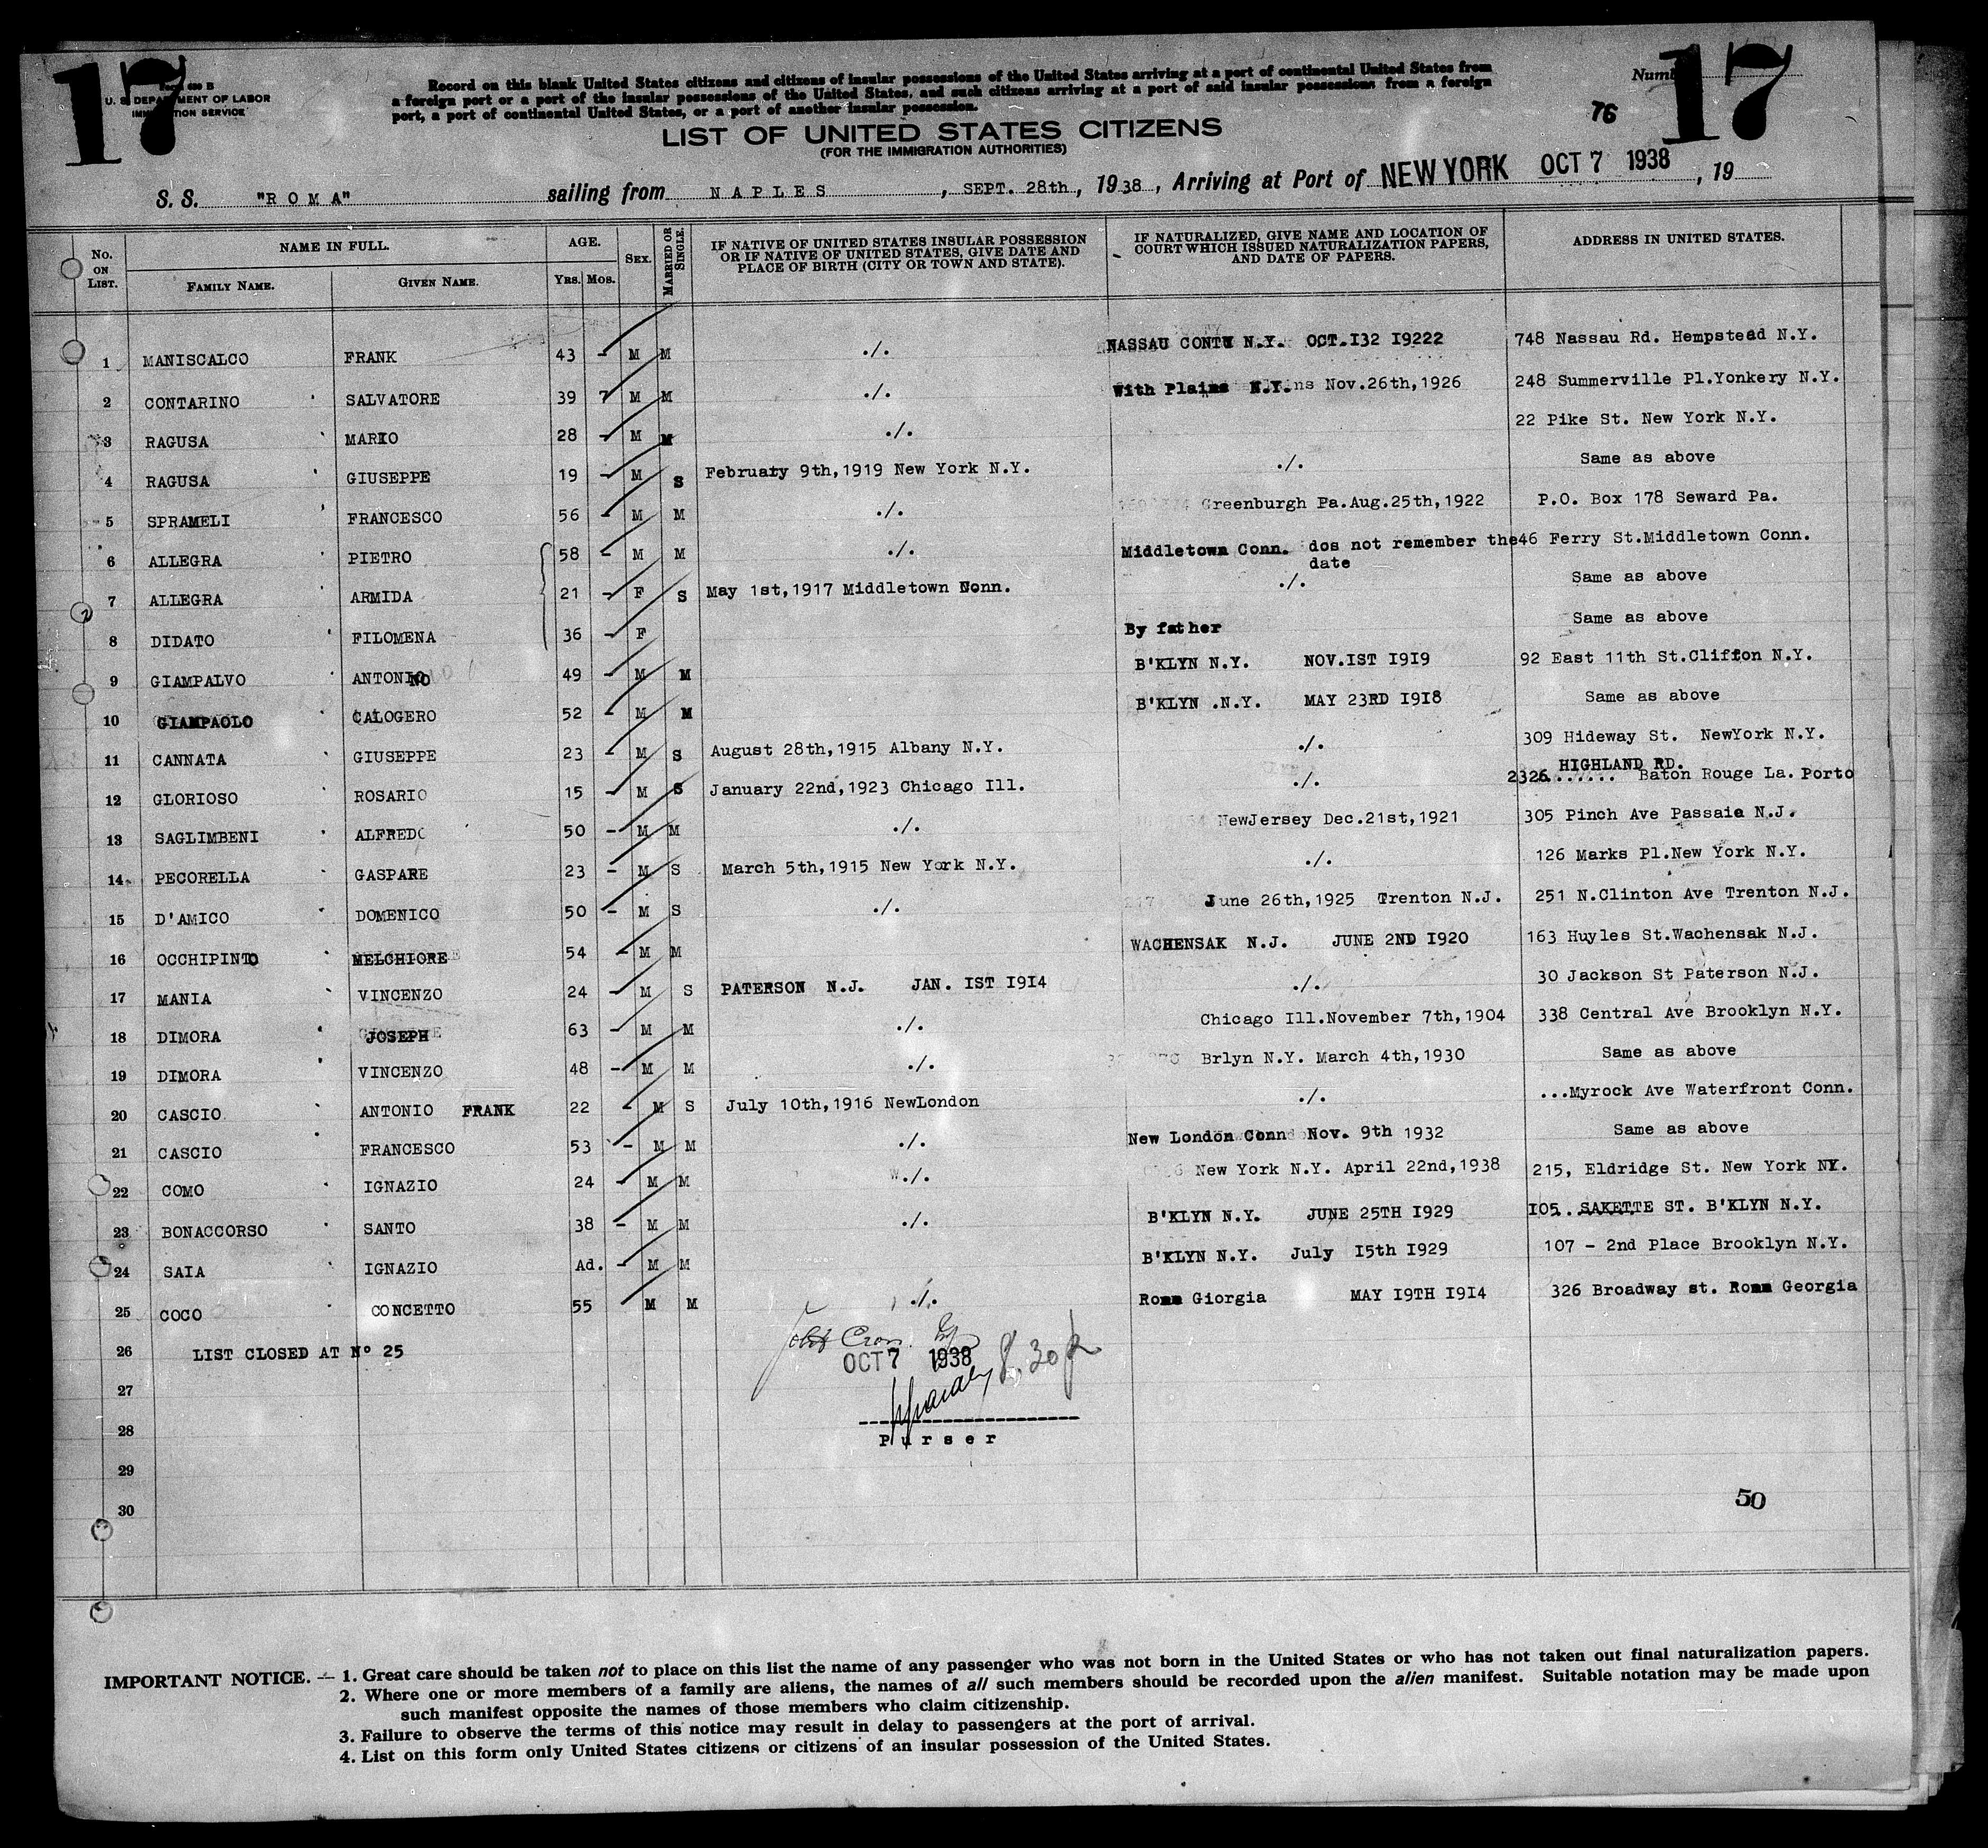 17
17
Form 630 B
U. S. DEPARTMENT OF LABOR
IMMIGRATION SERVICE
Number
76
Record on this blank United States citizens and citizens of insular possessions of the United States arriving at a port of continental United States from
a foreign port or a port of the insular possessions of the United States, and such citizens arriving at a port of said insular possessions from a foreign
port, a port of continental United States, or a port of another insular possession.
LIST OF UNITED STATES CITIZENS
(FOR THE IMMIGRATION AUTHORITIES)
S. S. "ROMA" sailing from NAPLES, SEPT. 28th, 1938, Arriving at Port of NEW YORK OCT 7 1938, 19
No. ON LIST. NAME IN FULL. FAMILY NAME. GIVEN NAME. AGE. YRS. MOS. SEX. MARRIED OR SINGLE. IF NATIVE OF UNITED STATES INSULAR POSSESSION OR IF NATIVE OF UNITED STATES, GIVE DATE AND PLACE OF BIRTH (CITY OR TOWN AND STATE). IF NATURALIZED, GIVE NAME AND LOCATION OF COURT WHICH ISSUED NATURALIZATION PAPERS, AND DATE OF PAPERS. ADDRESS IN UNITED STATES.
1 MANISCALCO FRANK 43 - M M ./. NASSAU CONTY N.Y. OCT.I32 I9222 748 Nassau Rd. Hempstead N.Y.
2 CONTARINO SALVATORE 39 7 M M ./. With Plains N.Y. Nov.26th,1926 248 Summerville Pl.Yonkery N.Y.
3 RAGUSA MARIO 28 - M M ./. 22 Pike St. New York N.Y.
4 RAGUSA GIUSEPPE 19 - M S February 9th,1919 New York N.Y. ./. Same as above
5 SPRAMELI FRANCESCO 56 - M M ./. Greenburgh Pa.Aug.25th,1922 P.O. Box 178 Seward Pa.
6 ALLEGRA PIETRO 58 - M M ./. Middletown Conn. dos not remember the date 46 Ferry St.Middletown Conn.
7 ALLEGRA ARMIDA 21 - F S May 1st,1917 Middletown Nonn. ./. Same as above
8 DIDATO FILOMENA 36 - F By father Same as above
9 GIAMPALVO ANTONINO 49 - M M B'KLYN N.Y. NOV.IST I9I9 92 East 11th St.Clifton N.Y.
10 GIAMPAOLO CALOGERO 52 - M M B'KLYN .N.Y. MAY 23RD I9I8 Same as above
11 CANNATA GIUSEPPE 23 - M S August 28th,1915 Albany N.Y. ./. 309 Hideway St. NewYork N.Y.
12 GLORIOSO ROSARIO 15 - M S January 22nd,1923 Chicago Ill. ./. 2326 HIGHLAND RD. Baton Rouge La. Porto
13 SAGLIMBENI ALFREDO 50 - M M ./. NewJersey Dec.21st,1921 305 Pinch Ave Passaie N.J.
14 PECORELLA GASPARE 23 - M S March 5th,1915 New York N.Y. ./. 126 Marks Pl.New York N.Y.
15 D'AMICO DOMENICO 50 - M S ./. June 26th,1925 Trenton N.J. 251 N.Clinton Ave Trenton N.J.
16 OCCHIPINTO MELCHIORE 54 - M M WACHENSAK N.J. JUNE 2ND I920 163 Huyles St.Wachensak N.J.
17 MANIA VINCENZO 24 - M S PATERSON N.J. JAN. IST I9I4 ./. 30 Jackson St Paterson N.J.
18 DIMORA JOSEPH 63 - M M ./. Chicago Ill.November 7th,1904 338 Central Ave Brooklyn N.Y.
19 DIMORA VINCENZO 48 - M M ./. Brlyn N.Y. March 4th,1930 Same as above
20 CASCIO ANTONIO FRANK 22 - M S July 10th,1916 NewLondon ./. ...Myrock Ave Waterfront Conn.
21 CASCIO FRANCESCO 53 - M M ./. New London Conn Nov. 9th 1932 Same as above
22 COMO IGNAZIO 24 - M M ./. New York N.Y. April 22nd,1938 215, Eldridge St. New York NY.
23 BONACCORSO SANTO 38 - M M ./. B'KLYN N.Y. JUNE 25TH I929 I05 SAKETTE ST. B'KLYN N.Y.
24 SAIA IGNAZIO Ad. - M M B'KLYN N.Y. July I5th I929 107 - 2nd Place Brooklyn N.Y.
25 COCO CONCETTO 55 M M ./. Roma Giorgia MAY I9TH I9I4 326 Broadway st. Roma Georgia
26 LIST CLOSED AT N° 25
OCT 7 1938 8,30 p
27
28
Purser
29
30
50
IMPORTANT NOTICE. — 1. Great care should be taken not to place on this list the name of any passenger who was not born in the United States or who has not taken out final naturalization papers.
2. Where one or more members of a family are aliens, the names of all such members should be recorded upon the alien manifest. Suitable notation may be made upon
such manifest opposite the names of those members who claim citizenship.
3. Failure to observe the terms of this notice may result in delay to passengers at the port of arrival.
4. List on this form only United States citizens or citizens of an insular possession of the United States.